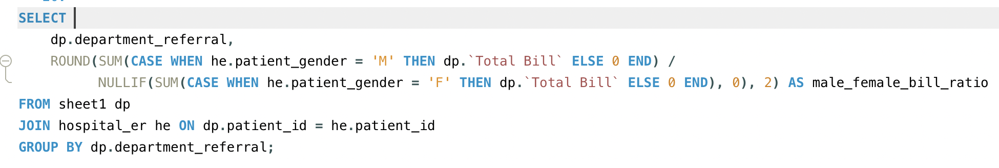 SELECT
dp.department_referral,
ROUND(SUM(CASE WHEN he.patient_gender = 'M' THEN dp.`Total Bill` ELSE 0 END) /
NULLIF(SUM(CASE WHEN he.patient_gender = 'F' THEN dp.`Total Bill` ELSE 0 END), 0), 2) AS male_female_bill_ratio
FROM sheet1 dp
JOIN hospital_er he ON dp.patient_id = he.patient_id
GROUP BY dp.department_referral;